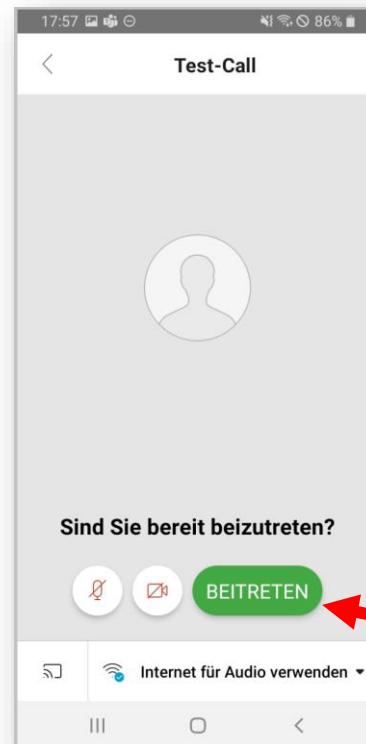 17:57 86%
Test-Call
Sind Sie bereit beizutreten?
BEITRETEN
Internet für Audio verwenden